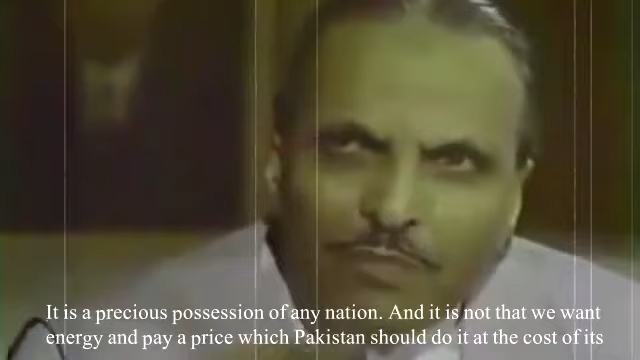 It is a precious possession of any nation. And it is not that we want
energy and pay a price which Pakistan should do it at the cost of its